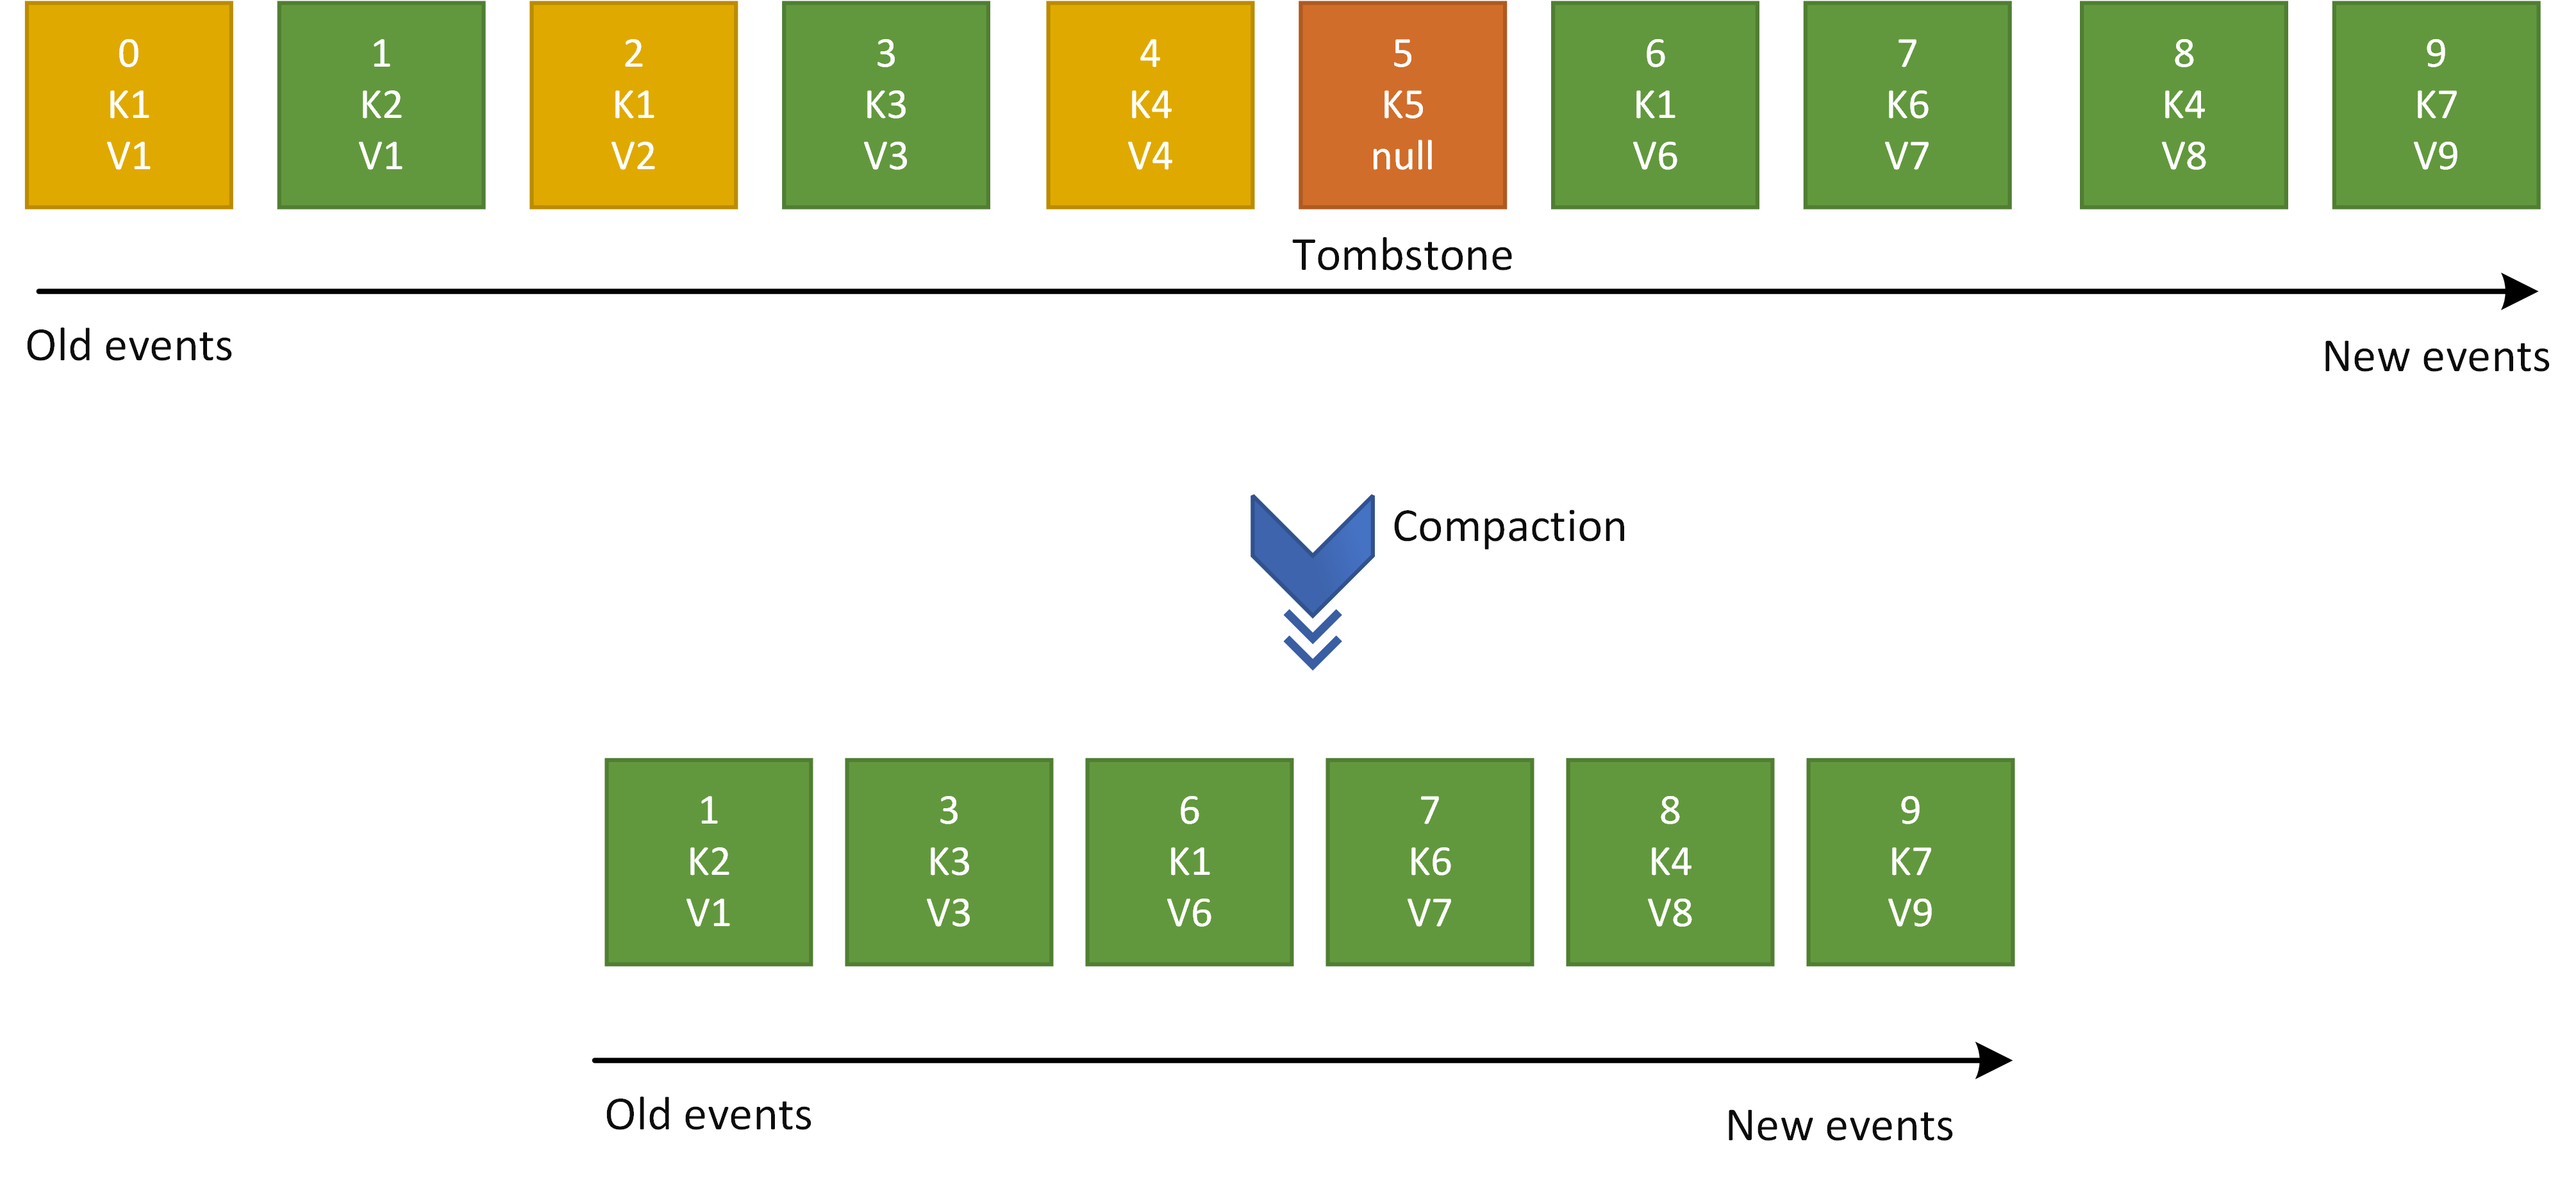 0 1 2 3 4 5 6 7 8 9
K1 K2 K1 K3 K4 K5 K1 K6 K4 K7
V1 V1 V2 V3 V4 null V6 V7 V8 V9
Tombstone
Old events
New events
Compaction
1 3 6 7 8 9
K2 K3 K1 K6 K4 K7
V1 V3 V6 V7 V8 V9
Old events
New events